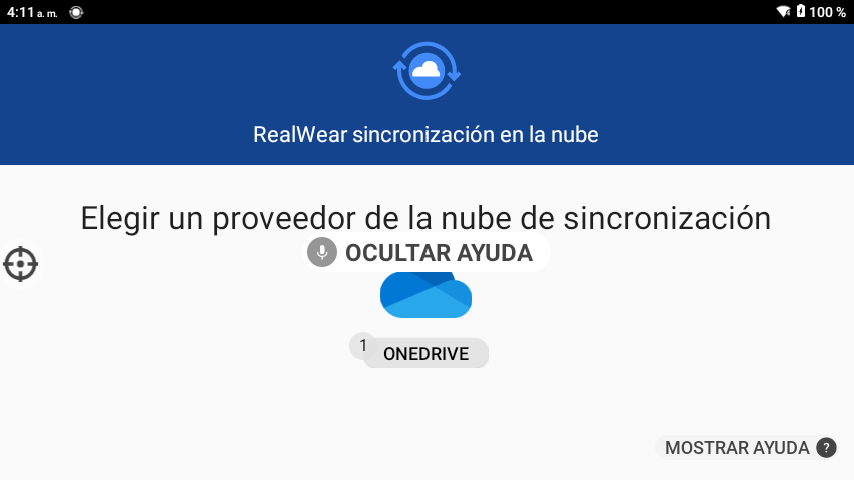 4:11 a. m.
100 %
RealWear sincronización en la nube
Elegir un proveedor de la nube de sincronización
OCULTAR AYUDA
1
ONEDRIVE
MOSTRAR AYUDA ?